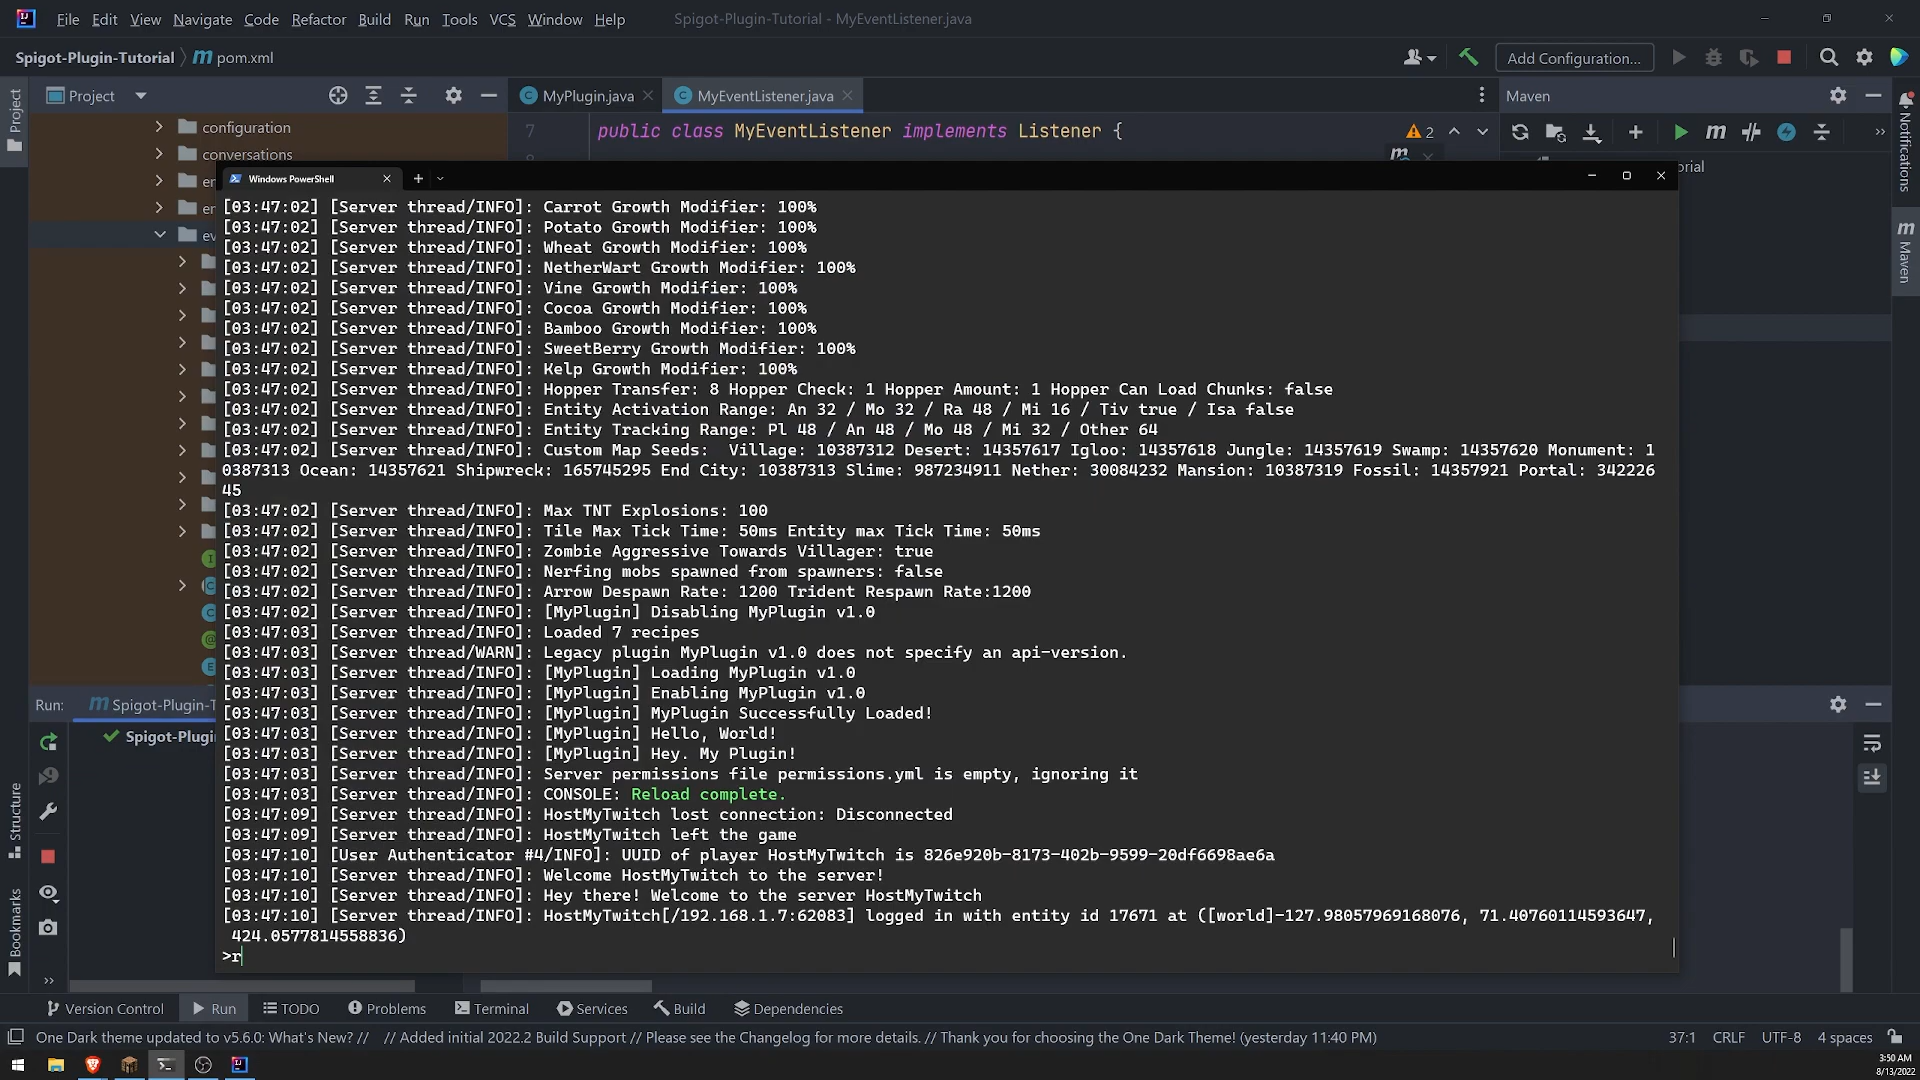 File Edit View Navigate Code Refactor Build Run Tools VCS Window Help Spigot-Plugin-Tutorial - MyEventListener.java
Spigot-Plugin-Tutorial pom.xml Add Configuration...
Project MyPlugin.java MyEventListener.java Maven
configuration
7 public class MyEventListener implements Listener { 2
conversations
Windows PowerShell
[03:47:02] [Server thread/INFO]: Carrot Growth Modifier: 100%
[03:47:02] [Server thread/INFO]: Potato Growth Modifier: 100%
[03:47:02] [Server thread/INFO]: Wheat Growth Modifier: 100%
[03:47:02] [Server thread/INFO]: NetherWart Growth Modifier: 100%
[03:47:02] [Server thread/INFO]: Vine Growth Modifier: 100%
[03:47:02] [Server thread/INFO]: Cocoa Growth Modifier: 100%
[03:47:02] [Server thread/INFO]: Bamboo Growth Modifier: 100%
[03:47:02] [Server thread/INFO]: SweetBerry Growth Modifier: 100%
[03:47:02] [Server thread/INFO]: Kelp Growth Modifier: 100%
[03:47:02] [Server thread/INFO]: Hopper Transfer: 8 Hopper Check: 1 Hopper Amount: 1 Hopper Can Load Chunks: false
[03:47:02] [Server thread/INFO]: Entity Activation Range: An 32 / Mo 32 / Ra 48 / Mi 16 / Tiv true / Isa false
[03:47:02] [Server thread/INFO]: Entity Tracking Range: Pl 48 / An 48 / Mo 48 / Mi 32 / Other 64
[03:47:02] [Server thread/INFO]: Custom Map Seeds:  Village: 10387312 Desert: 14357617 Igloo: 14357618 Jungle: 14357619 Swamp: 14357620 Monument: 1
0387313 Ocean: 14357621 Shipwreck: 165745295 End City: 10387313 Slime: 987234911 Nether: 30084232 Mansion: 10387319 Fossil: 14357921 Portal: 342226
45
[03:47:02] [Server thread/INFO]: Max TNT Explosions: 100
[03:47:02] [Server thread/INFO]: Tile Max Tick Time: 50ms Entity max Tick Time: 50ms
[03:47:02] [Server thread/INFO]: Zombie Aggressive Towards Villager: true
[03:47:02] [Server thread/INFO]: Nerfing mobs spawned from spawners: false
[03:47:02] [Server thread/INFO]: Arrow Despawn Rate: 1200 Trident Respawn Rate:1200
[03:47:02] [Server thread/INFO]: [MyPlugin] Disabling MyPlugin v1.0
[03:47:03] [Server thread/INFO]: Loaded 7 recipes
[03:47:03] [Server thread/WARN]: Legacy plugin MyPlugin v1.0 does not specify an api-version.
[03:47:03] [Server thread/INFO]: [MyPlugin] Loading MyPlugin v1.0
[03:47:03] [Server thread/INFO]: [MyPlugin] Enabling MyPlugin v1.0
[03:47:03] [Server thread/INFO]: [MyPlugin] MyPlugin Successfully Loaded!
[03:47:03] [Server thread/INFO]: [MyPlugin] Hello, World!
[03:47:03] [Server thread/INFO]: [MyPlugin] Hey. My Plugin!
[03:47:03] [Server thread/INFO]: Server permissions file permissions.yml is empty, ignoring it
[03:47:03] [Server thread/INFO]: CONSOLE: Reload complete.
[03:47:09] [Server thread/INFO]: HostMyTwitch lost connection: Disconnected
[03:47:09] [Server thread/INFO]: HostMyTwitch left the game
[03:47:10] [User Authenticator #4/INFO]: UUID of player HostMyTwitch is 826e920b-8173-402b-9599-20df6698ae6a
[03:47:10] [Server thread/INFO]: Welcome HostMyTwitch to the server!
[03:47:10] [Server thread/INFO]: Hey there! Welcome to the server HostMyTwitch
[03:47:10] [Server thread/INFO]: HostMyTwitch[/192.168.1.7:62083] logged in with entity id 17671 at ([world]-127.98057969168076, 71.40760114593647,
424.0577814558836)
>r
Run: Spigot-Plugin-T
Spigot-Plugi
Project
Structure
Bookmarks
Notifications
Maven
Version Control Run TODO Problems Terminal Services Build Dependencies
One Dark theme updated to v5.6.0: What's New? // // Added initial 2022.2 Build Support // Please see the Changelog for more details. // Thank you for choosing the One Dark Theme! (yesterday 11:40 PM) 37:1 CRLF UTF-8 4 spaces
3:50 AM
8/13/2022